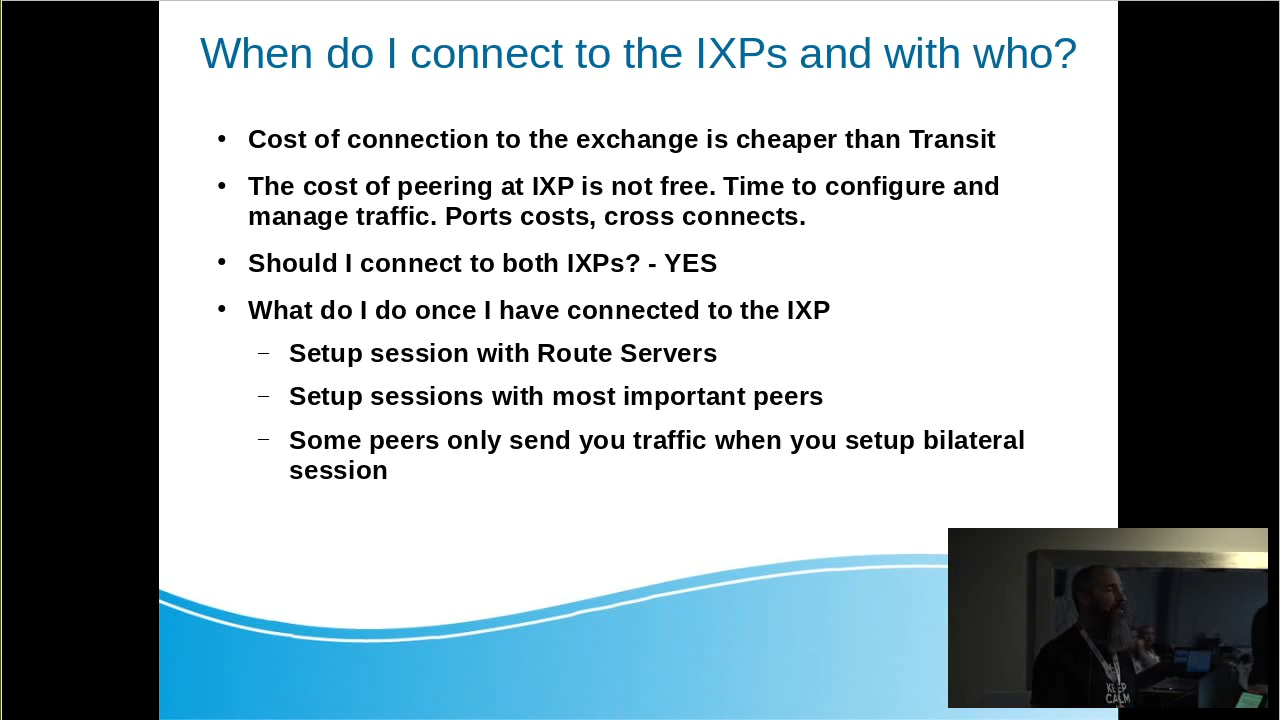 When do I connect to the IXPs and with who?
• Cost of connection to the exchange is cheaper than Transit
• The cost of peering at IXP is not free. Time to configure and
manage traffic. Ports costs, cross connects.
• Should I connect to both IXPs? - YES
• What do I do once I have connected to the IXP
– Setup session with Route Servers
– Setup sessions with most important peers
– Some peers only send you traffic when you setup bilateral
session
KEEP
CALM